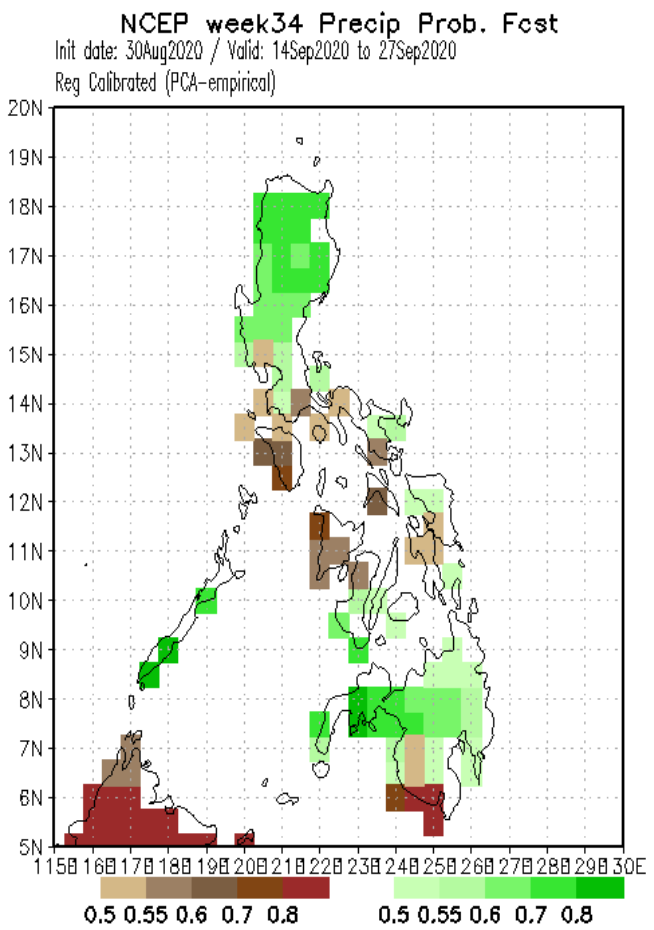 NCEP week34 Precip Prob. Fcst
Init date: 30Aug2020 / Valid: 14Sep2020 to 27Sep2020
Reg Calibrated (PCA-empirical)
20N
19N
18N
17N
16N
15N
14N
13N
12N
11N
10N
9N
8N
7N
6N
5N
115E 116E 117E 118E 119E 120E 121E 122E 123E 124E 125E 126E 127E 128E 129E 130E
0.5 0.55 0.6 0.7 0.8 0.5 0.55 0.6 0.7 0.8